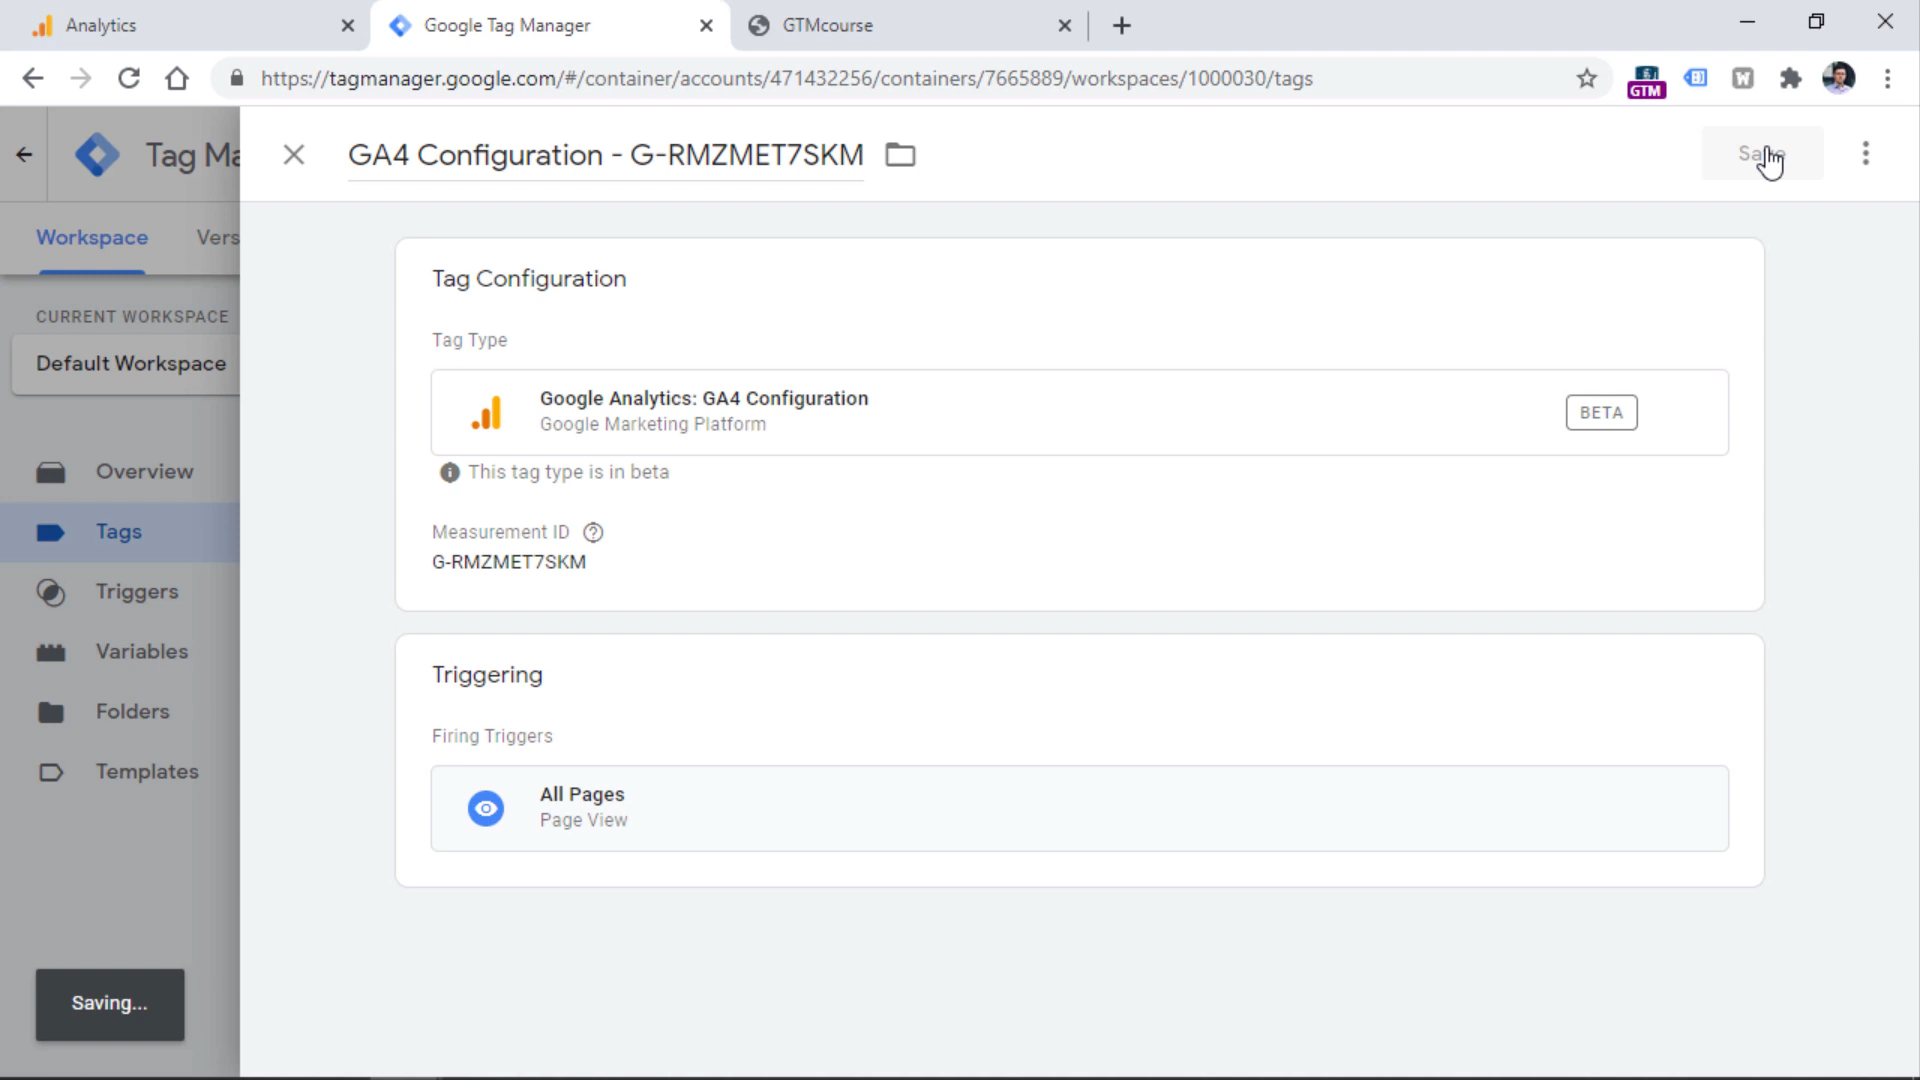 Analytics
Google Tag Manager
GTMcourse
https://tagmanager.google.com/#/container/accounts/471432256/containers/7665889/workspaces/1000030/tags
GTM
W
Tag Ma
GA4 Configuration - G-RMZMET7SKM
Workspace
Vers
CURRENT WORKSPACE
Default Workspace
Overview
Tags
Triggers
Variables
Folders
Templates
Saving...
Tag Configuration
Tag Type
Google Analytics: GA4 Configuration
Google Marketing Platform
BETA
This tag type is in beta
Measurement ID
G-RMZMET7SKM
Triggering
Firing Triggers
All Pages
Page View